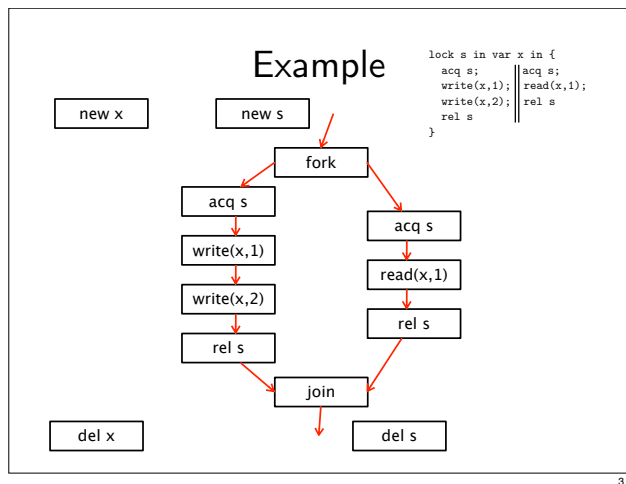 Example
lock s in var x in {
acq s; acq s;
write(x,1); read(x,1);
write(x,2); rel s
rel s
}
new x
new s
fork
acq s
acq s
write(x,1)
read(x,1)
write(x,2)
rel s
rel s
join
del x
del s
3